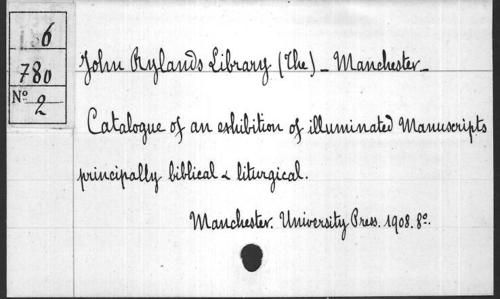 6
780
Nº
2
John Rylands Library (The) _ Manchester _
Catalogue of an exhibition of illuminated Manuscripts
principally biblical & liturgical.
Manchester. University Press. 1908. 8º.